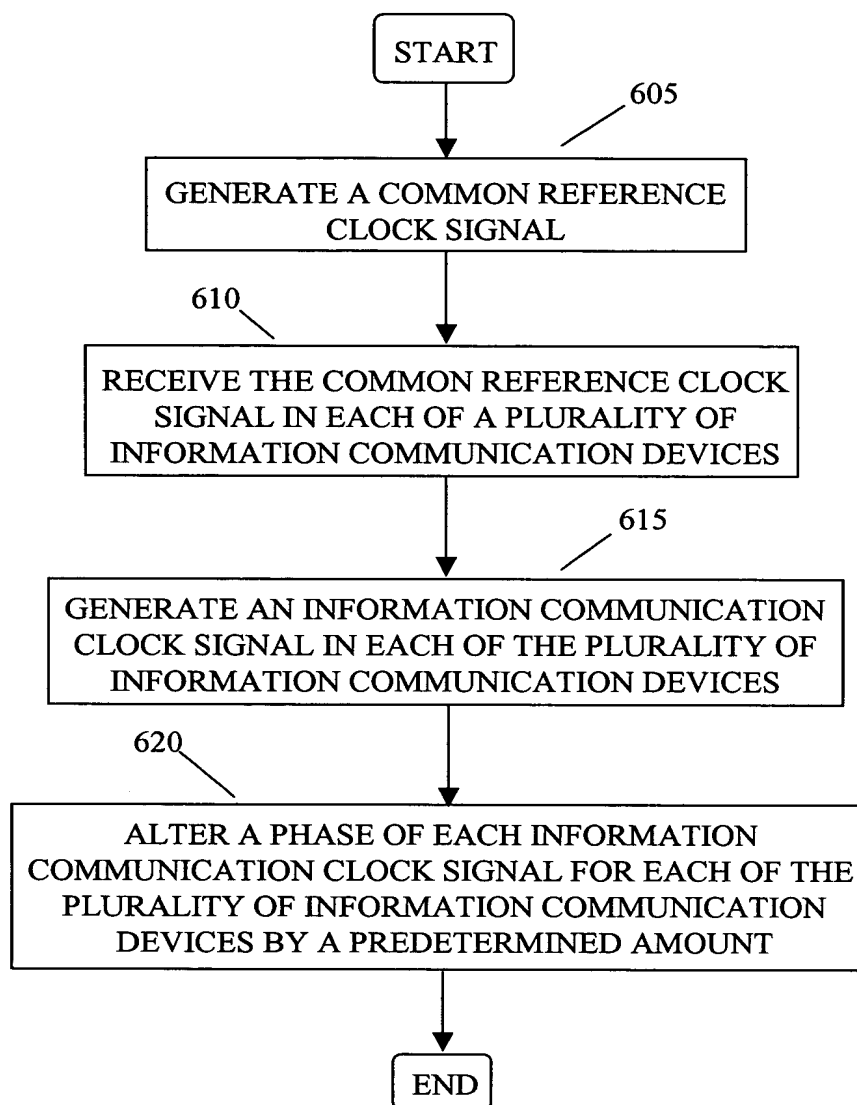 START
605
GENERATE A COMMON REFERENCE
CLOCK SIGNAL
610
RECEIVE THE COMMON REFERENCE CLOCK
SIGNAL IN EACH OF A PLURALITY OF
INFORMATION COMMUNICATION DEVICES
615
GENERATE AN INFORMATION COMMUNICATION
CLOCK SIGNAL IN EACH OF THE PLURALITY OF
INFORMATION COMMUNICATION DEVICES
620
ALTER A PHASE OF EACH INFORMATION
COMMUNICATION CLOCK SIGNAL FOR EACH OF THE
PLURALITY OF INFORMATION COMMUNICATION
DEVICES BY A PREDETERMINED AMOUNT
END